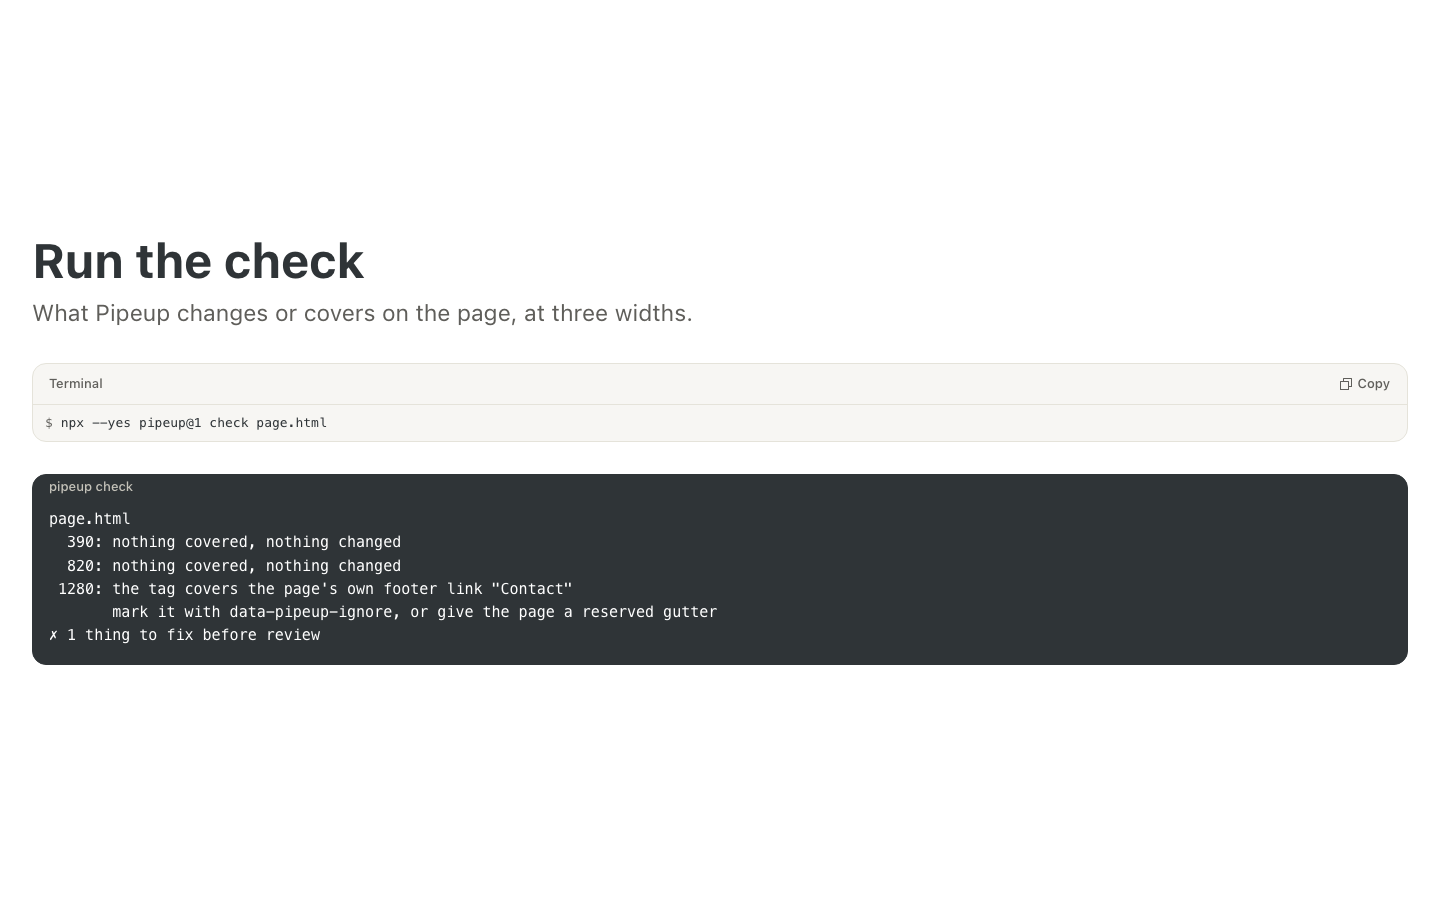 Run the check
What Pipeup changes or covers on the page, at three widths.
Terminal
Copy
$ npx --yes pipeup@1 check page.html
pipeup check
page.html
  390: nothing covered, nothing changed
  820: nothing covered, nothing changed
 1280: the tag covers the page's own footer link "Contact"
       mark it with data-pipeup-ignore, or give the page a reserved gutter
✗ 1 thing to fix before review